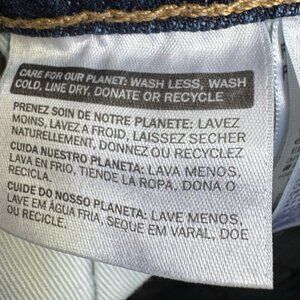 CARE FOR OUR PLANET: WASH LESS, WASH
COLD, LINE DRY, DONATE OR RECYCLE
PRENEZ SOIN DE NOTRE PLANETE: LAVEZ
MOINS, LAVEZ A FROID, LAISSEZ SECHER
NATURELLEMENT, DONNEZ OU RECYCLEZ
CUIDA NUESTRO PLANETA: LAVA MENOS,
LAVA EN FRIO, TIENDE LA ROPA, DONA O
RECICLA.
CUIDE DO NOSSO PLANETA: LAVE MENOS,
LAVE EM ÁGUA FRIA, SEQUE EM VARAL, DOE
OU RECICLE.